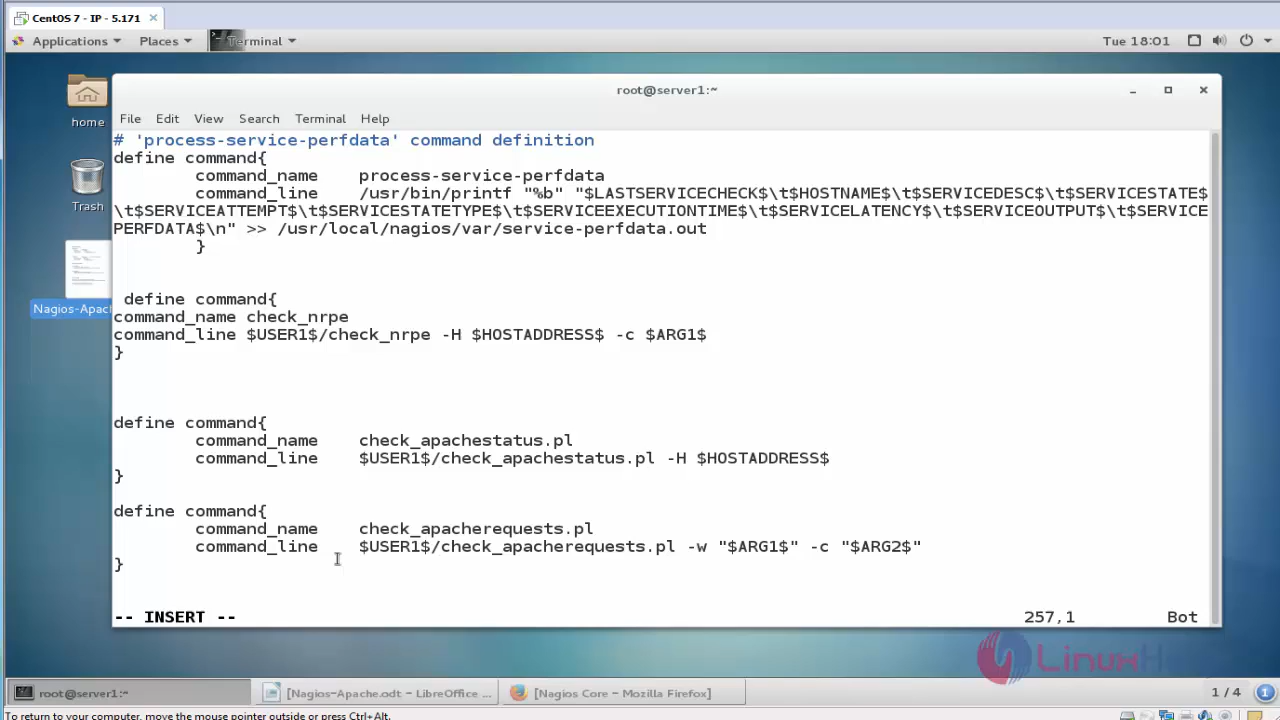 CentOS 7 - IP - 5.171
Applications Places Terminal Tue 18:01
root@server1:~
home
File Edit View Search Terminal Help
# 'process-service-perfdata' command definition
define command{
command_name process-service-perfdata
command_line /usr/bin/printf "%b" "$LASTSERVICECHECK$\t$HOSTNAME$\t$SERVICEDESC$\t$SERVICESTATE$
\t$SERVICEATTEMPT$\t$SERVICESTATETYPE$\t$SERVICEEXECUTIONTIME$\t$SERVICELATENCY$\t$SERVICEOUTPUT$\t$SERVICE
PERFDATA$\n" >> /usr/local/nagios/var/service-perfdata.out
}
Trash
Nagios-Apac
define command{
command_name check_nrpe
command_line $USER1$/check_nrpe -H $HOSTADDRESS$ -c $ARG1$
}
define command{
command_name check_apachestatus.pl
command_line $USER1$/check_apachestatus.pl -H $HOSTADDRESS$
}
define command{
command_name check_apacherequests.pl
command_line $USER1$/check_apacherequests.pl -w "$ARG1$" -c "$ARG2$"
}
-- INSERT -- 257,1 Bot
root@server1:~ [Nagios-Apache.odt - LibreOffice ... [Nagios Core - Mozilla Firefox] 1 / 4 1
To return to your computer, move the mouse pointer outside or press Ctrl+Alt.